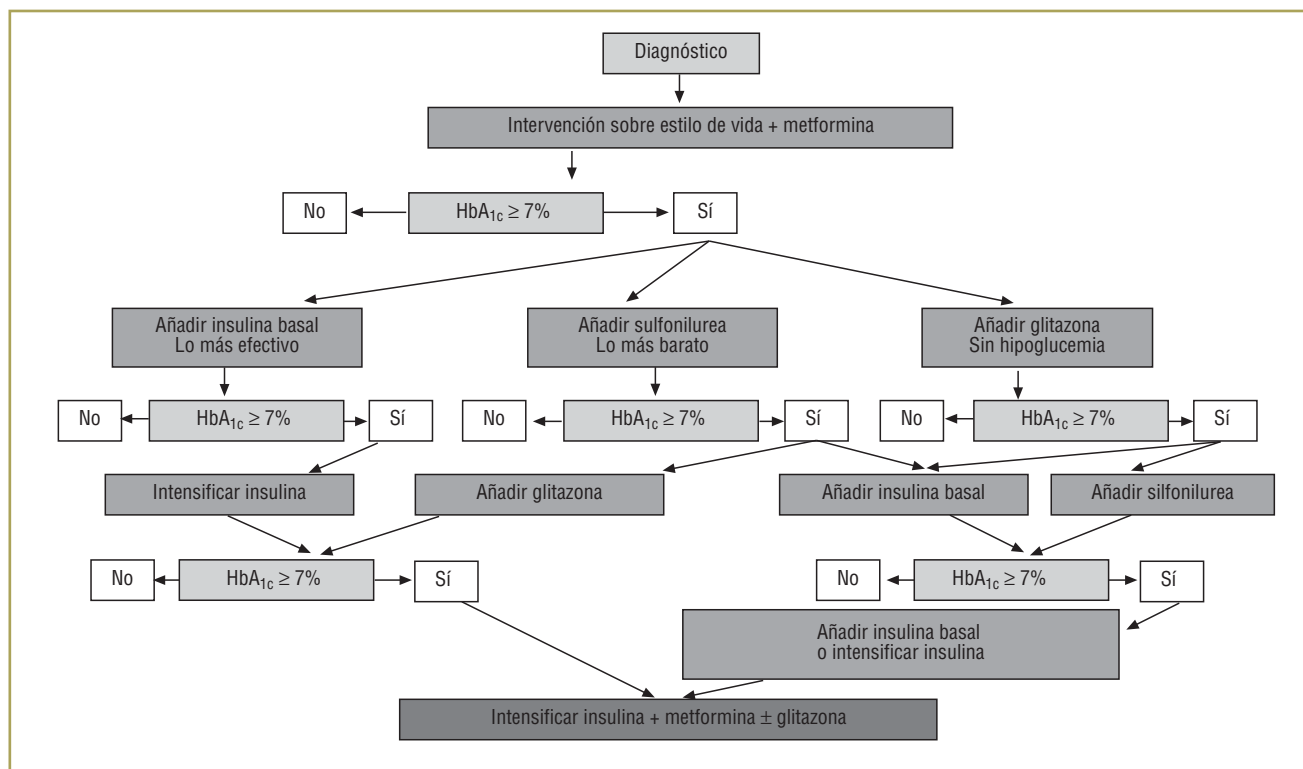 Diagnóstico
Intervención sobre estilo de vida + metformina
No
HbA1c ≥ 7%
Sí
Añadir insulina basal
Lo más efectivo
Añadir sulfonilurea
Lo más barato
Añadir glitazona
Sin hipoglucemia
No
HbA1c ≥ 7%
Sí
No
HbA1c ≥ 7%
Sí
No
HbA1c ≥ 7%
Sí
Intensificar insulina
Añadir glitazona
Añadir insulina basal
Añadir silfonilurea
No
HbA1c ≥ 7%
Sí
No
HbA1c ≥ 7%
Sí
Añadir insulina basal
o intensificar insulina
Intensificar insulina + metformina ± glitazona